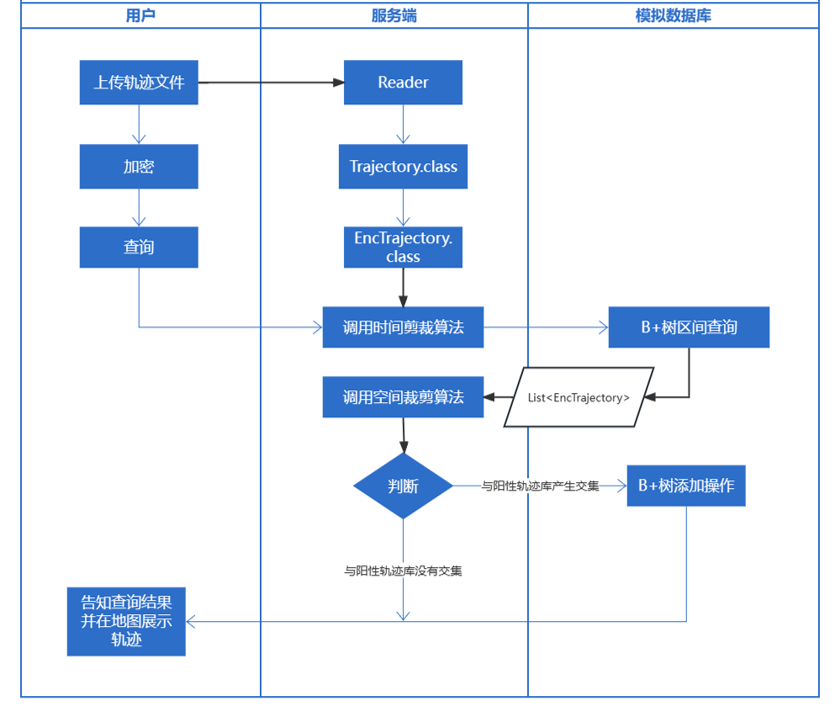 用户
服务端
模拟数据库
上传轨迹文件
Reader
加密
Trajectory.class
查询
EncTrajectory.
class
调用时间剪裁算法
B+树区间查询
调用空间裁剪算法
List<EncTrajectory>
判断
与阳性轨迹库产生交集
B+树添加操作
与阳性轨迹库没有交集
告知查询结果
并在地图展示
轨迹